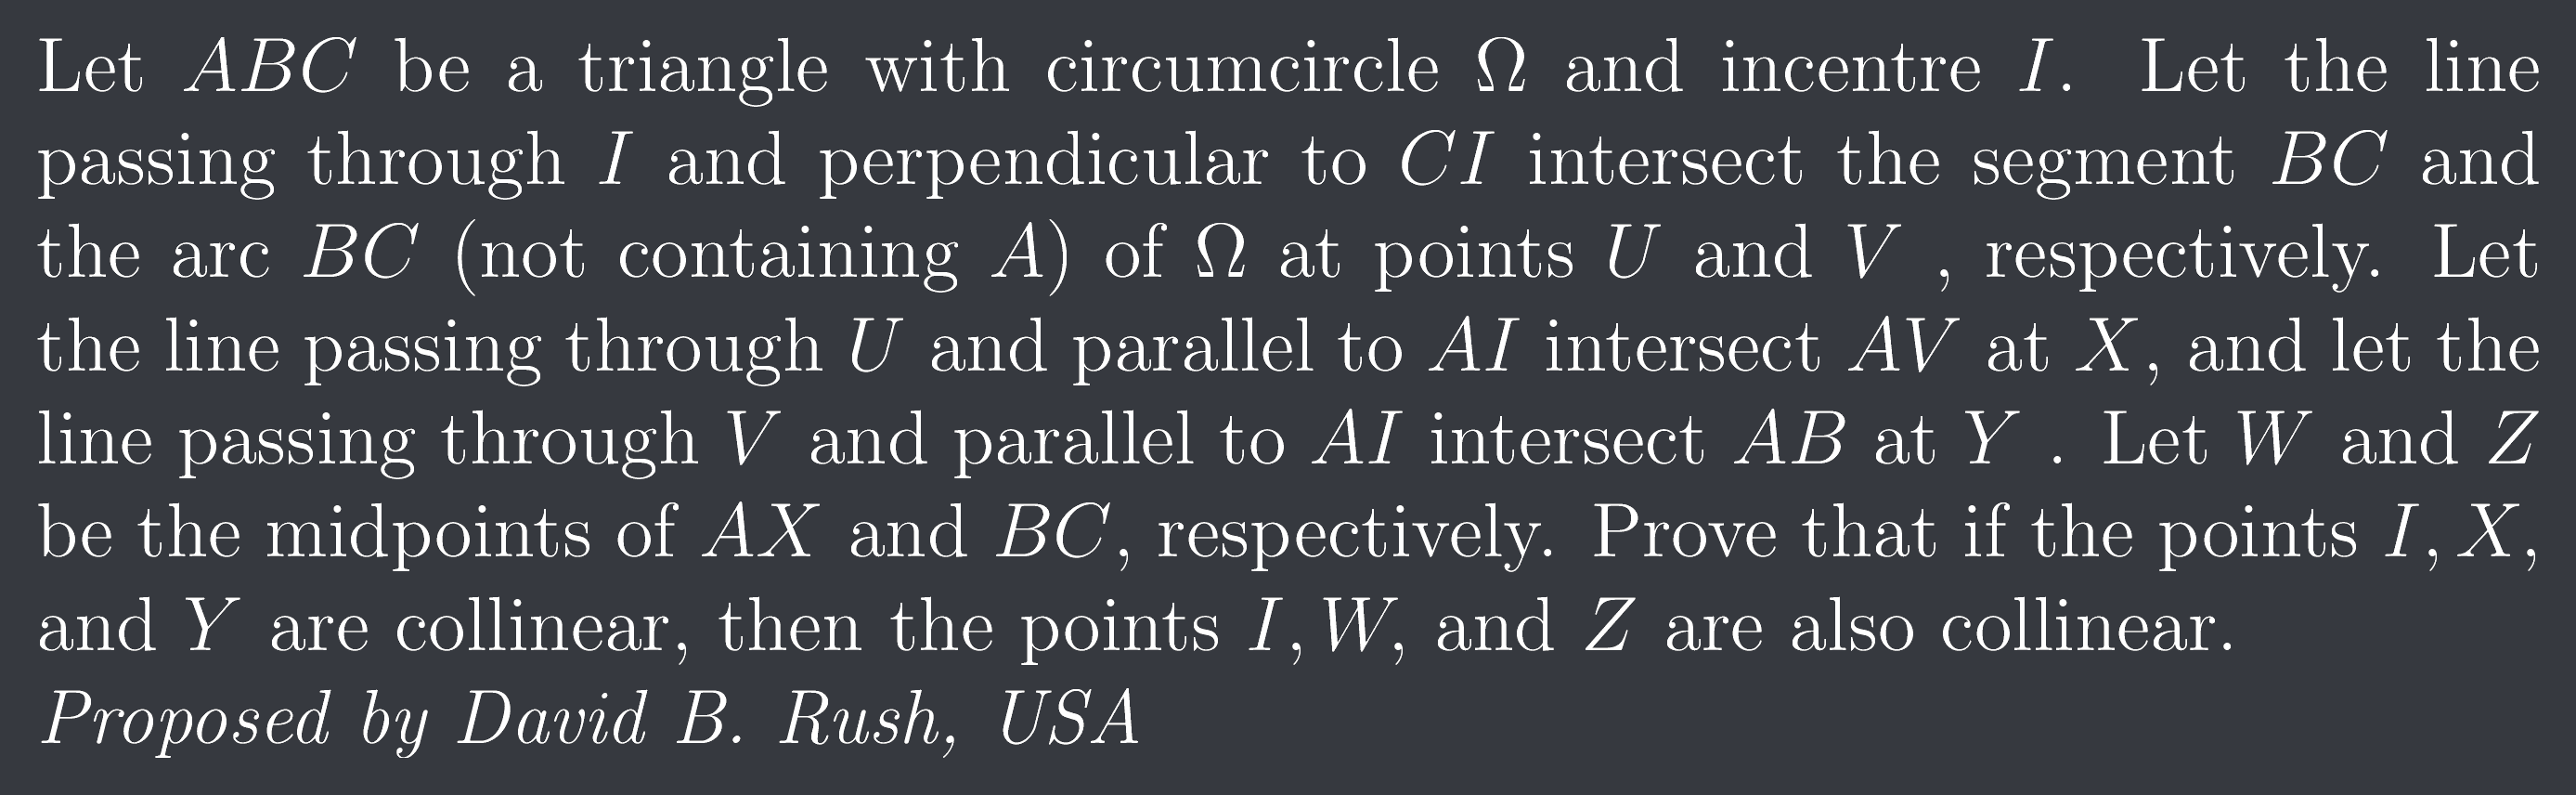 Let ABC be a triangle with circumcircle Ω and incentre I. Let the line
passing through I and perpendicular to CI intersect the segment BC and
the arc BC (not containing A) of Ω at points U and V , respectively. Let
the line passing through U and parallel to AI intersect AV at X, and let the
line passing through V and parallel to AI intersect AB at Y . Let W and Z
be the midpoints of AX and BC, respectively. Prove that if the points I, X,
and Y are collinear, then the points I, W, and Z are also collinear.
Proposed by David B. Rush, USA